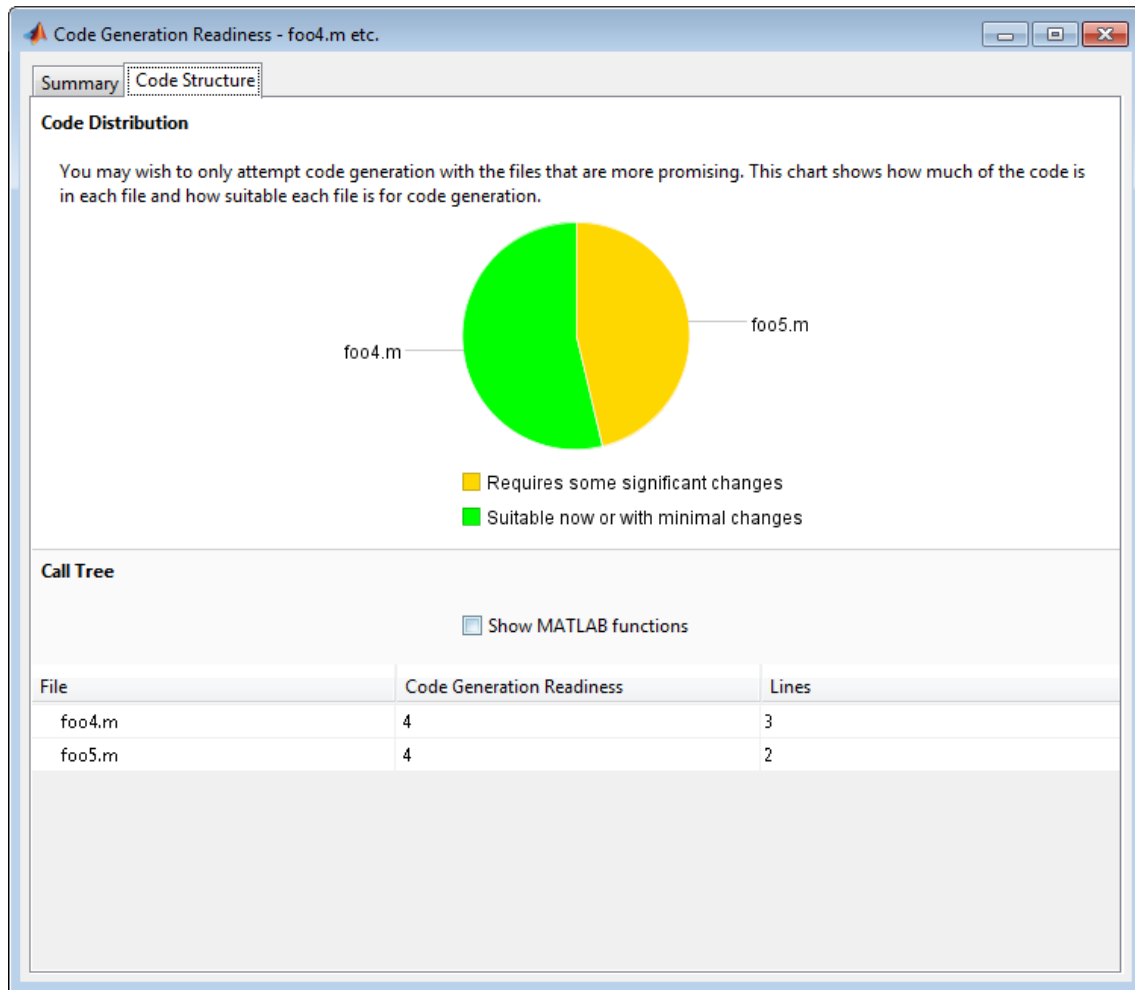 Code Generation Readiness - foo4.m etc.
Summary
Code Structure
Code Distribution
You may wish to only attempt code generation with the files that are more promising. This chart shows how much of the code is
in each file and how suitable each file is for code generation.
foo5.m
foo4.m
Requires some significant changes
Suitable now or with minimal changes
Call Tree
Show MATLAB functions
File Code Generation Readiness Lines
foo4.m 4 3
foo5.m 4 2